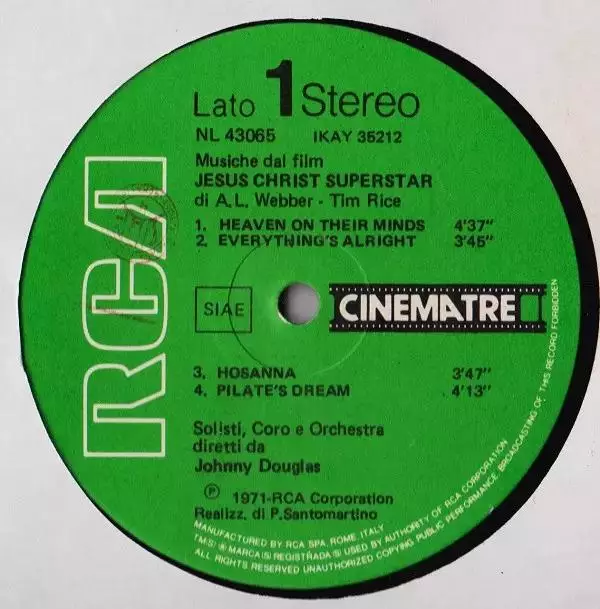 Lato 1 Stereo
NL 43065 IKAY 35212
Musiche dal film
JESUS CHRIST SUPERSTAR
di A.L. Webber - Tim Rice
1. HEAVEN ON THEIR MINDS 4'37"
2. EVERYTHING'S ALRIGHT 3'45"
RCA
SIAE
CINEMATRE
3. HOSANNA 3'47"
4. PILATE'S DREAM 4'13"
Solisti, Coro e Orchestra
diretti da
Johnny Douglas
Ⓟ 1971-RCA Corporation
Realizz. di P.Santomartino
MANUFACTURED BY RCA SPA, ROME, ITALY
TM(S) ® MARCA(S) REGISTRADA(S) USED BY AUTHORITY OF RCA CORPORATION
ALL RIGHTS RESERVED UNAUTHORIZED COPYING PUBLIC PERFORMANCE BROADCASTING OF THIS RECORD FORBIDDEN